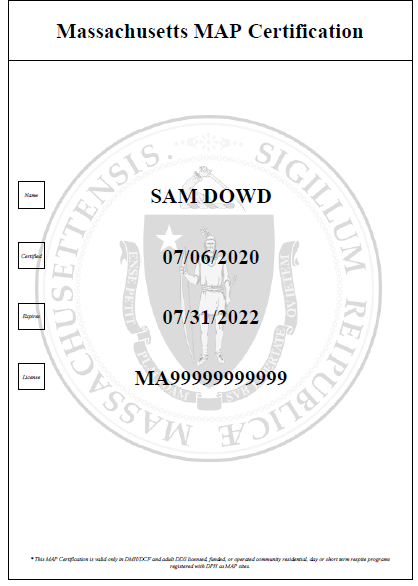 Massachusetts MAP Certification
Name
SAM DOWD
Certified
07/06/2020
Expires
07/31/2022
License
MA99999999999
SIGILLUM REIPUBLICÆ MASSACHUSETTENSIS
* This MAP Certification is valid only in DMH/DCF and adult DDS licensed, funded, or operated community residential, day or short term respite programs
registered with DPH as MAP sites.